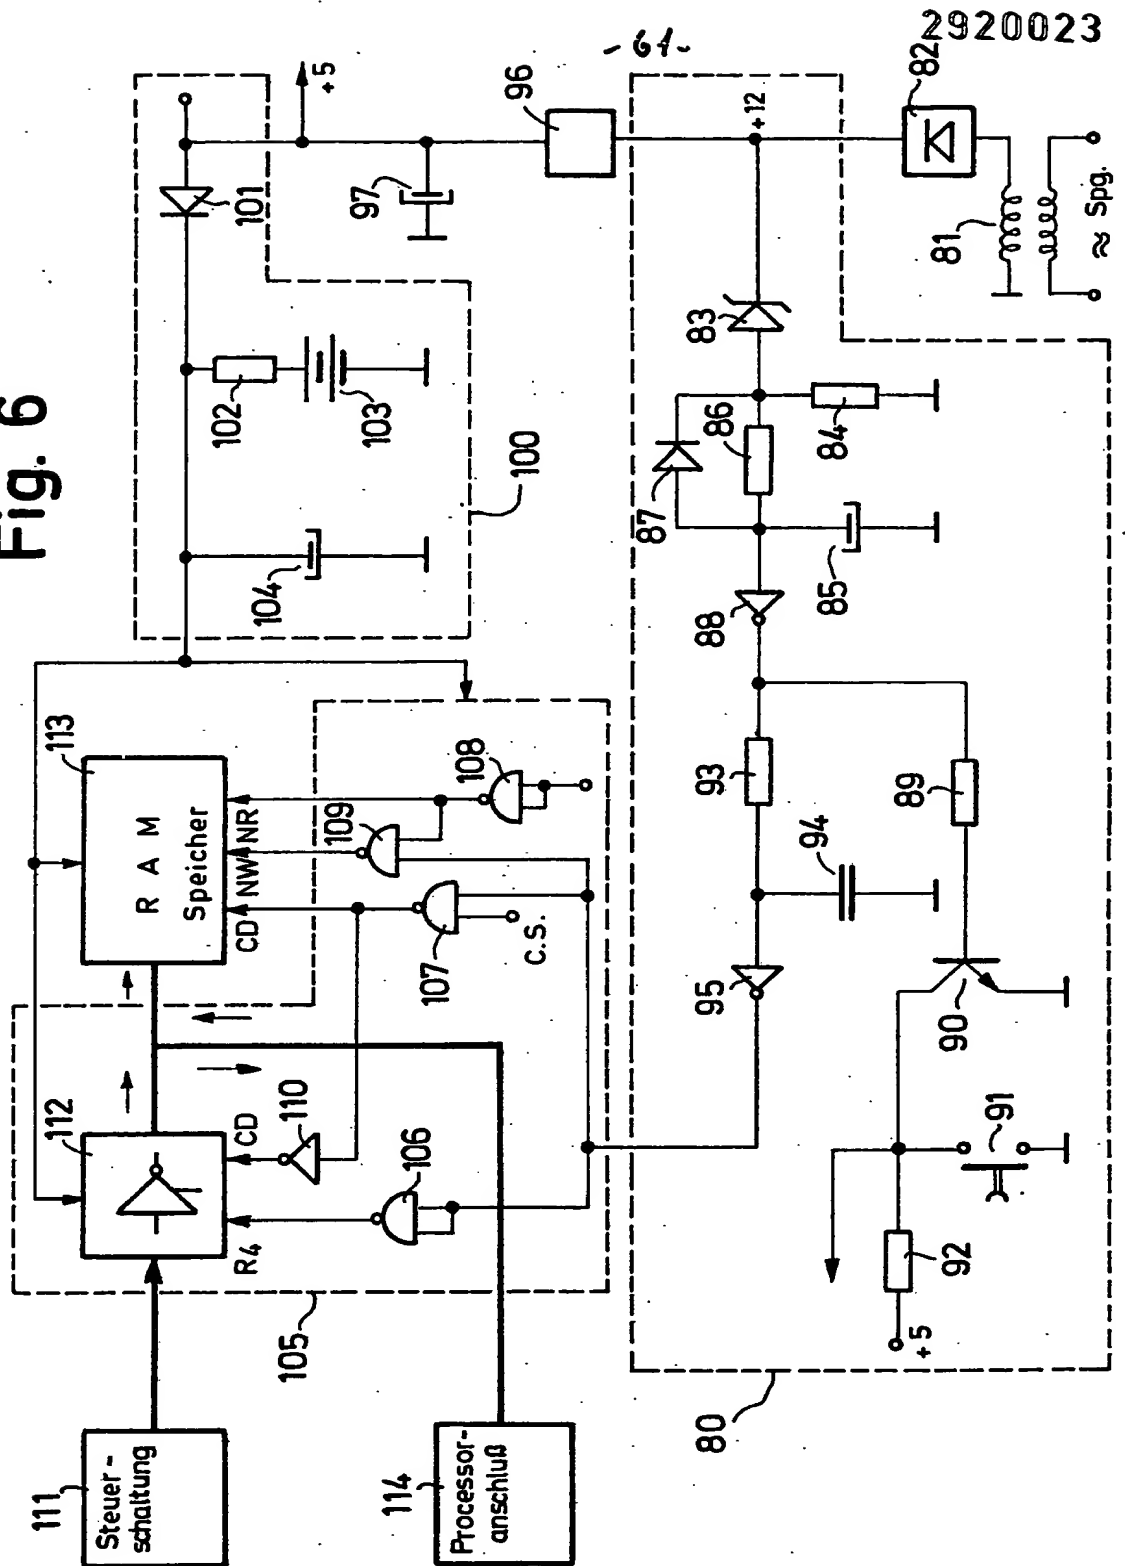 2920023
- 61 -
Fig. 6
82
+12
96
+5
101
97
81
≈ Spg.
83
102
103
84
86
87
100
104
85
88
113
R A M
Speicher
108
109
NR
NW
CD
93
89
94
107
C.S.
95
90
112
CD
110
106
R4
91
92
+5
105
80
111
Steuer-
schaltung
114
Processor-
anschluß